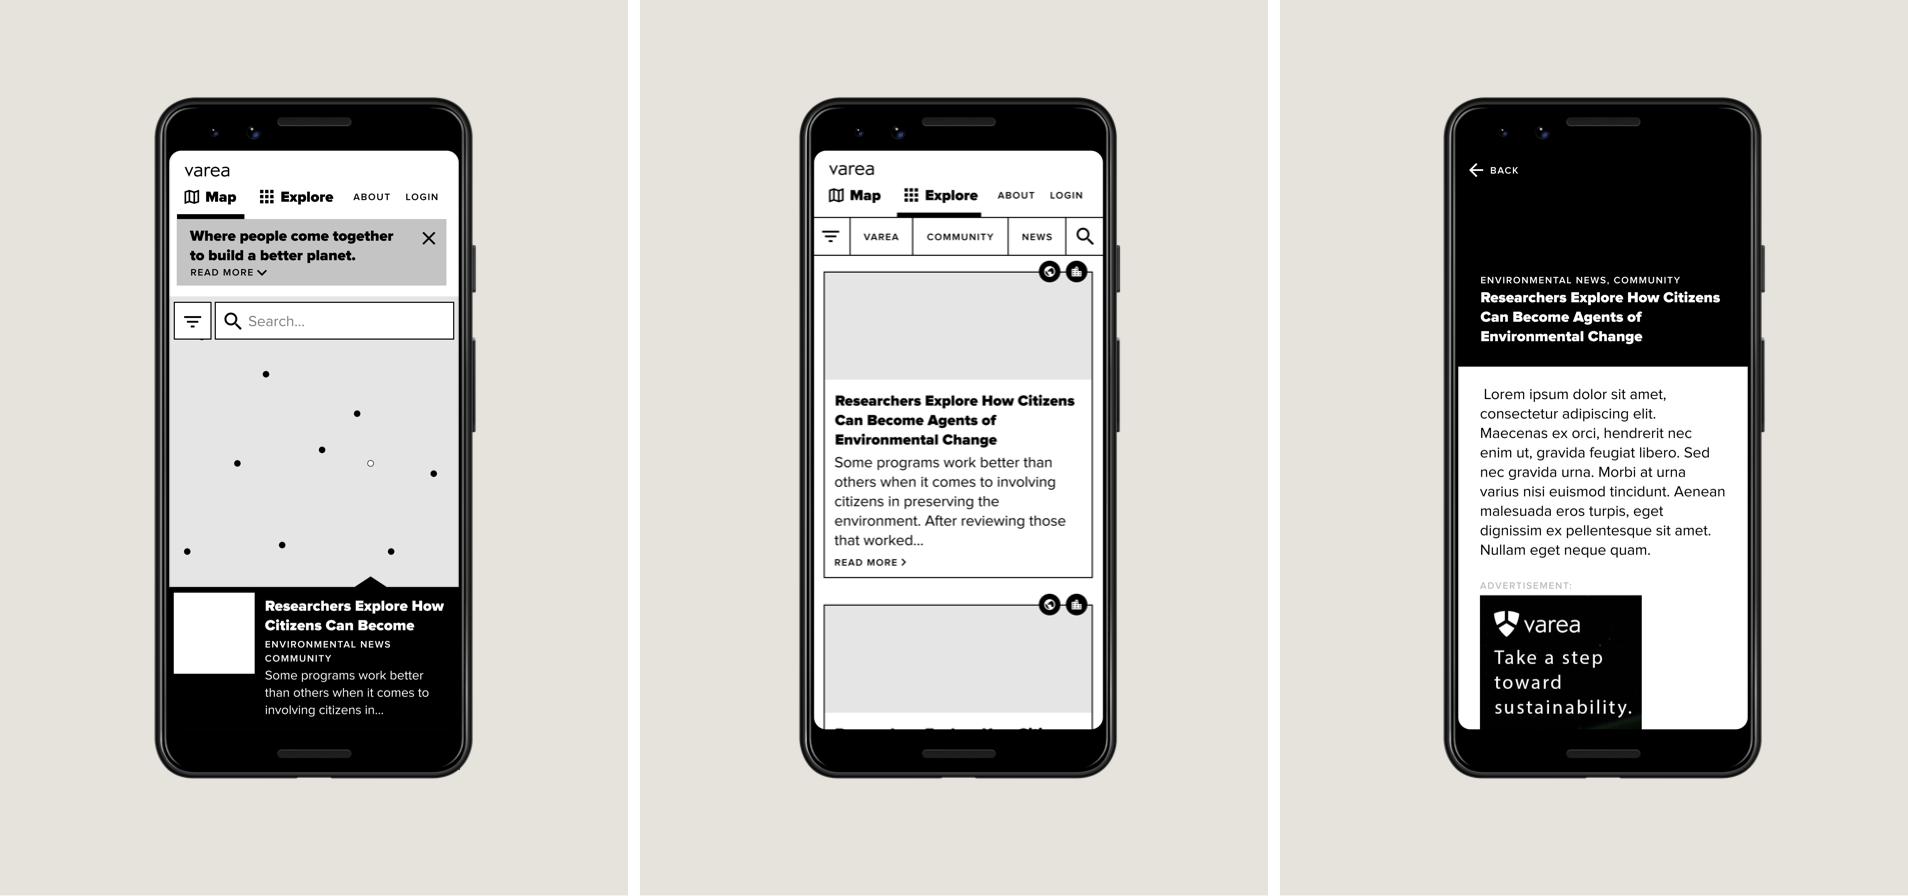 varea
Map Explore ABOUT LOGIN
Where people come together
to build a better planet.
READ MORE
Search...
Researchers Explore How
Citizens Can Become
ENVIRONMENTAL NEWS
COMMUNITY
Some programs work better
than others when it comes to
involving citizens in...
varea
Map Explore ABOUT LOGIN
VAREA COMMUNITY NEWS
Researchers Explore How Citizens
Can Become Agents of
Environmental Change
Some programs work better than
others when it comes to involving
citizens in preserving the
environment. After reviewing those
that worked...
READ MORE
BACK
ENVIRONMENTAL NEWS, COMMUNITY
Researchers Explore How Citizens
Can Become Agents of
Environmental Change
Lorem ipsum dolor sit amet,
consectetur adipiscing elit.
Maecenas ex orci, hendrerit nec
enim ut, gravida feugiat libero. Sed
nec gravida urna. Morbi at urna
varius nisi euismod tincidunt. Aenean
malesuada eros turpis, eget
dignissim ex pellentesque sit amet.
Nullam eget neque quam.
ADVERTISEMENT:
varea
Take a step
toward
sustainability.